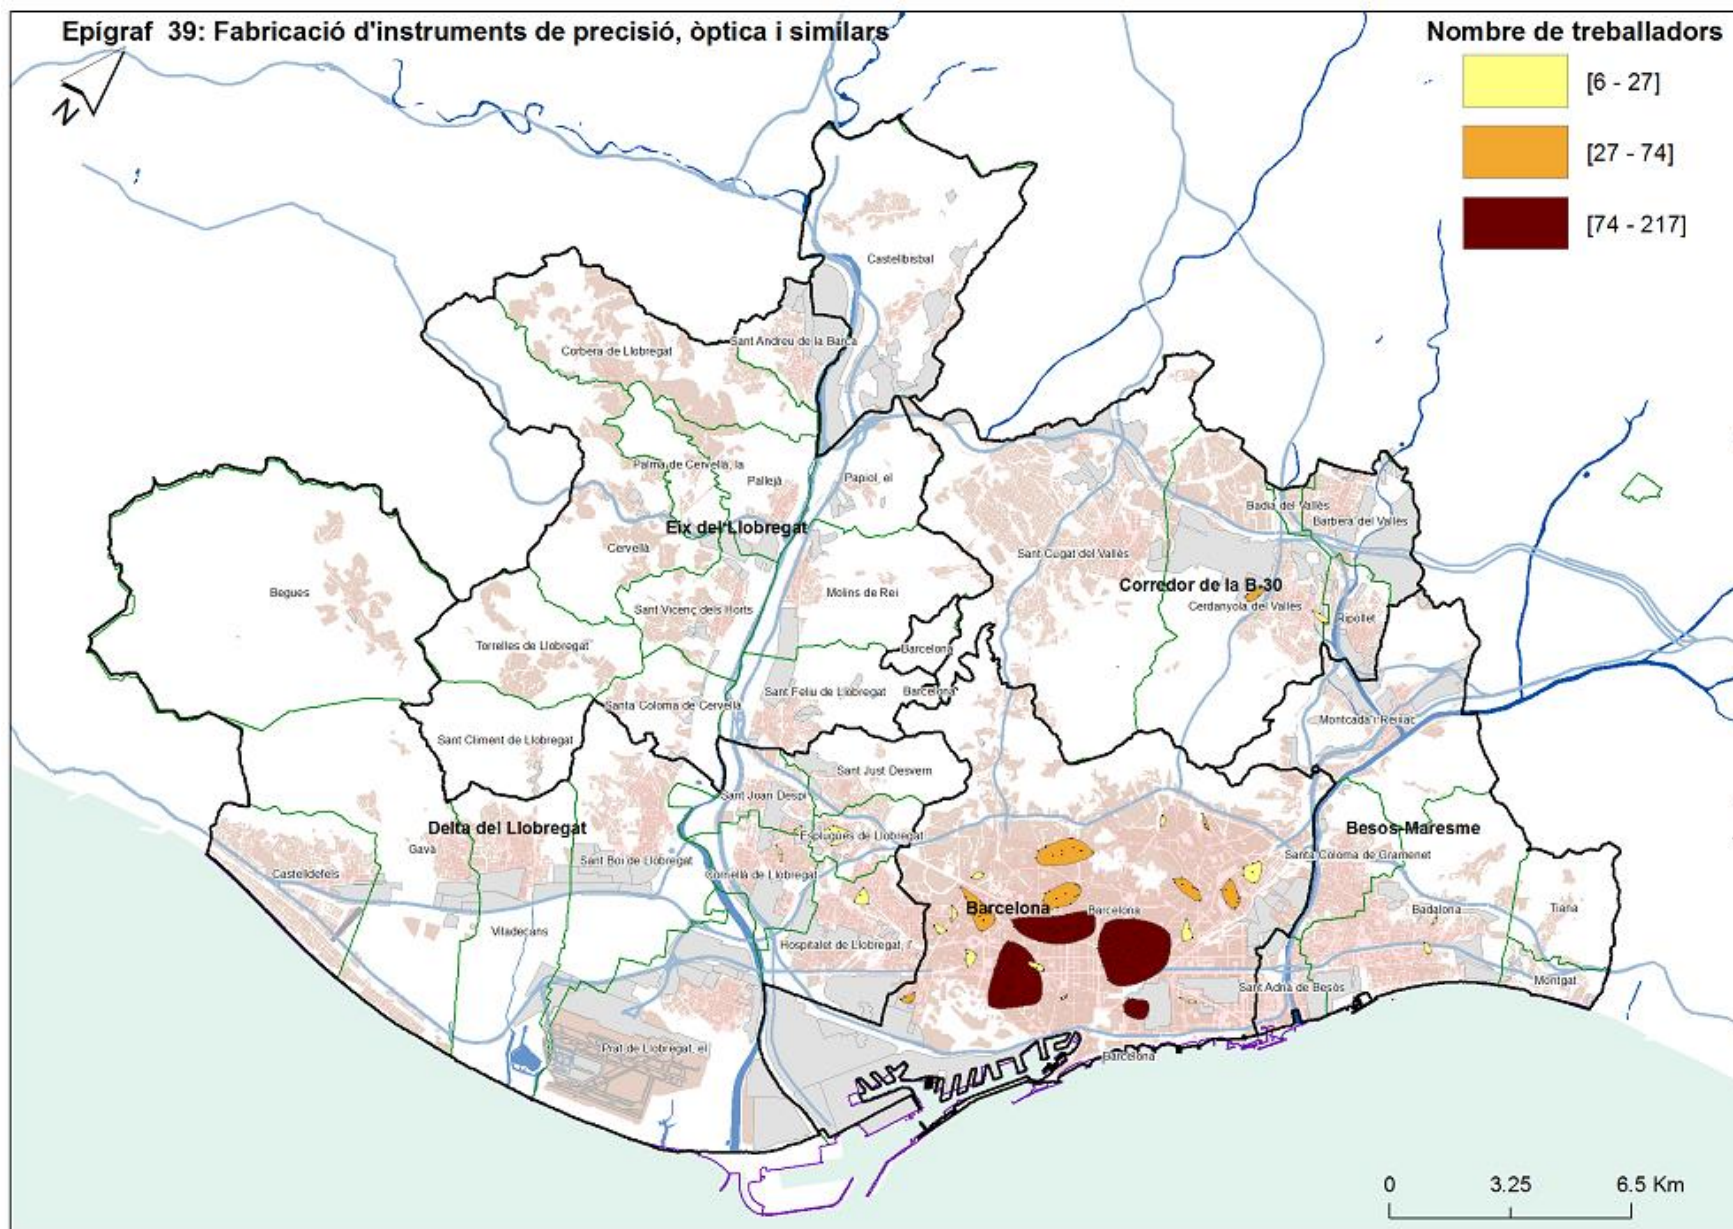 Epígraf 39: Fabricació d'instruments de precisió, òptica i similars
Nombre de treballadors
[6 - 27]
[27 - 74]
[74 - 217]
N
Castellbisbal
Sant Andreu de la Barca
Corbera de Llobregat
Palma de Cervelló, la
Pallejà
Papiol, el
Badia del Vallès
Barberà del Vallès
Eix del Llobregat
Cervelló
Sant Cugat del Vallès
Corredor de la B-30
Begues
Molins de Rei
Sant Vicenç dels Horts
Cerdanyola del Vallès
Ripollet
Torrelles de Llobregat
Barcelona
Sant Feliu de Llobregat
Barcelona
Santa Coloma de Cervelló
Montcada i Reixac
Sant Climent de Llobregat
Sant Just Desvern
Sant Joan Despí
Delta del Llobregat
Gavà
Esplugues de Llobregat
Besòs-Maresme
Sant Boi de Llobregat
Santa Coloma de Gramenet
Castelldefels
Cornellà de Llobregat
Barcelona
Barcelona
Badalona
Tiana
Viladecans
Hospitalet de Llobregat, l'
Montgat
Sant Adrià de Besòs
Prat de Llobregat, el
Barcelona
0 3.25 6.5 Km